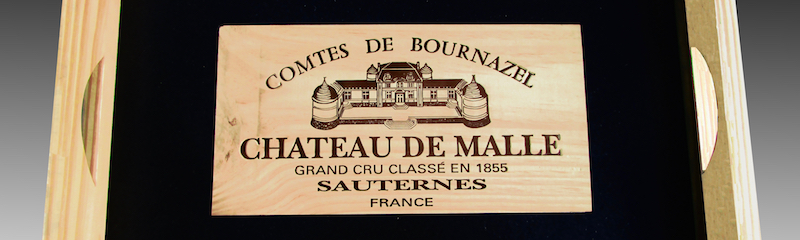 COMTES DE BOURNAZEL
CHATEAU DE MALLE
GRAND CRU CLASSÉ EN 1855
SAUTERNES
FRANCE